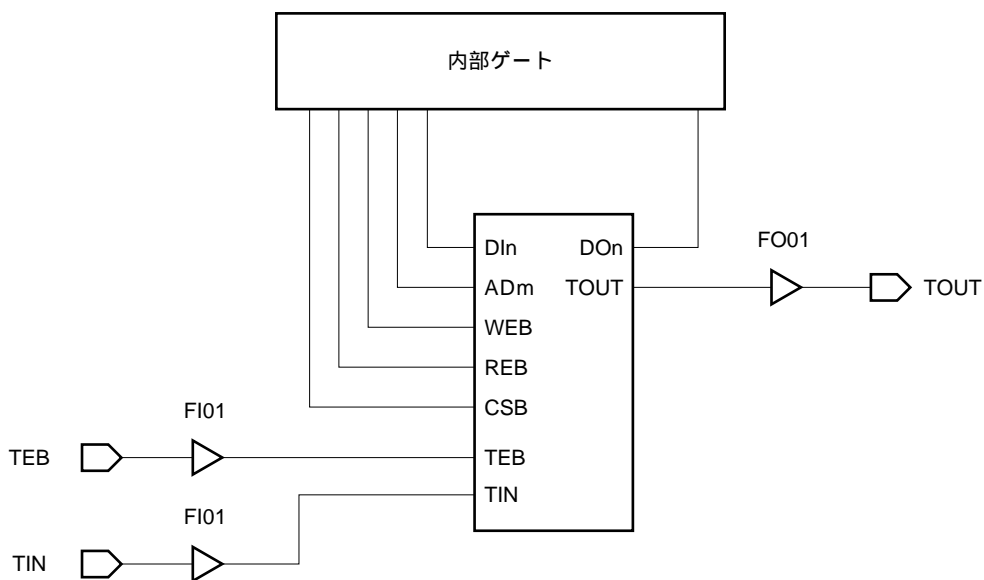 内部ゲート
DIn DOn
FO01
ADm TOUT
TOUT
WEB
REB
CSB
FI01
TEB
TEB
TIN
FI01
TIN